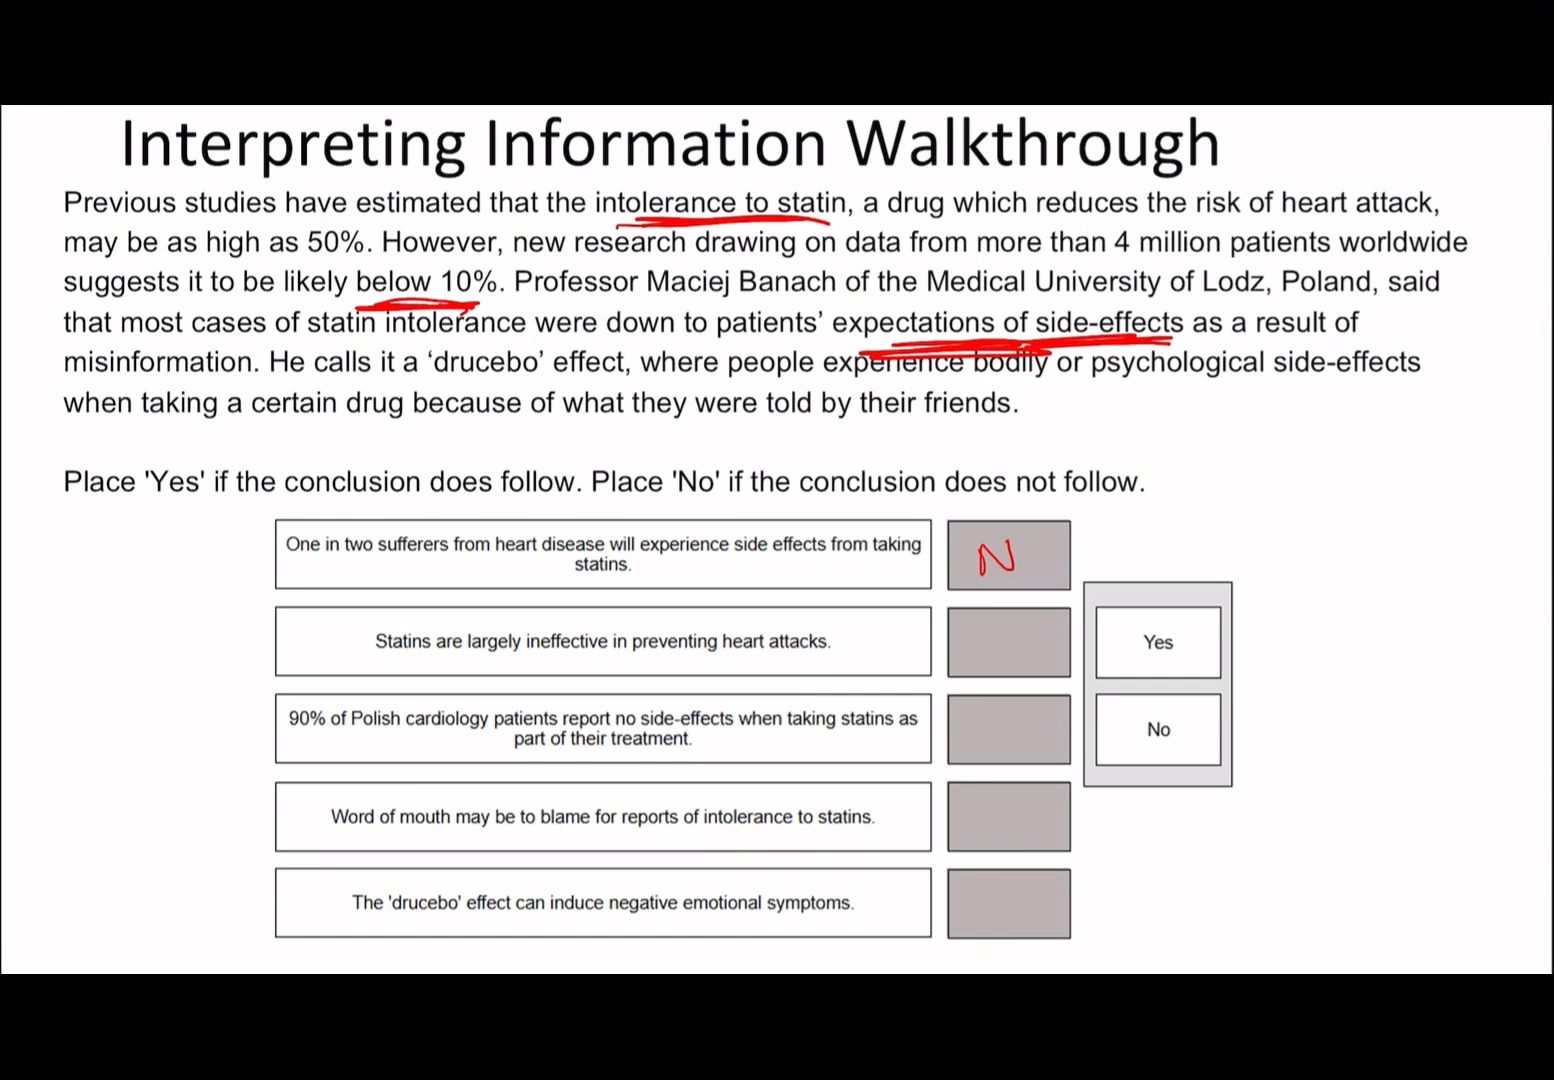 Interpreting Information Walkthrough
Previous studies have estimated that the intolerance to statin, a drug which reduces the risk of heart attack,
may be as high as 50%. However, new research drawing on data from more than 4 million patients worldwide
suggests it to be likely below 10%. Professor Maciej Banach of the Medical University of Lodz, Poland, said
that most cases of statin intolerance were down to patients’ expectations of side-effects as a result of
misinformation. He calls it a ‘drucebo’ effect, where people experience bodily or psychological side-effects
when taking a certain drug because of what they were told by their friends.
Place 'Yes' if the conclusion does follow. Place 'No' if the conclusion does not follow.
One in two sufferers from heart disease will experience side effects from taking
statins.
N
Statins are largely ineffective in preventing heart attacks.
Yes
90% of Polish cardiology patients report no side-effects when taking statins as
part of their treatment.
No
Word of mouth may be to blame for reports of intolerance to statins.
The 'drucebo' effect can induce negative emotional symptoms.